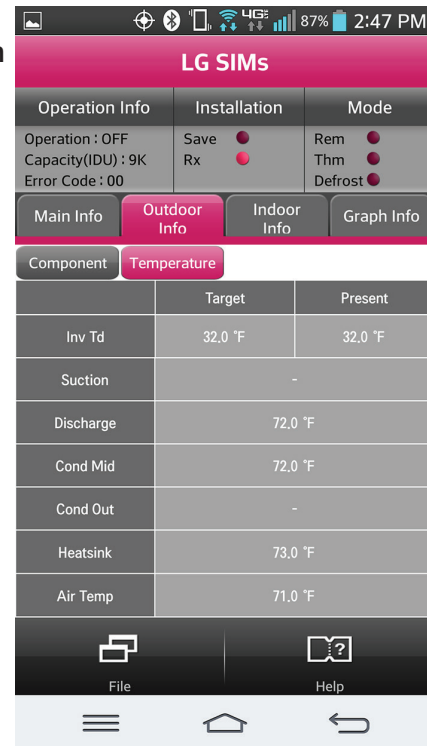 4G
87% 2:47 PM
LG SIMs
Operation Info Installation Mode
Operation : OFF Save Rem
Capacity(IDU) : 9K Rx Thm
Error Code : 00 Defrost
Main Info Outdoor Info Indoor Info Graph Info
Component Temperature
Target Present
Inv Td 32.0 °F 32.0 °F
Suction -
Discharge 72.0 °F
Cond Mid 72.0 °F
Cond Out -
Heatsink 73.0 °F
Air Temp 71.0 °F
?
File Help